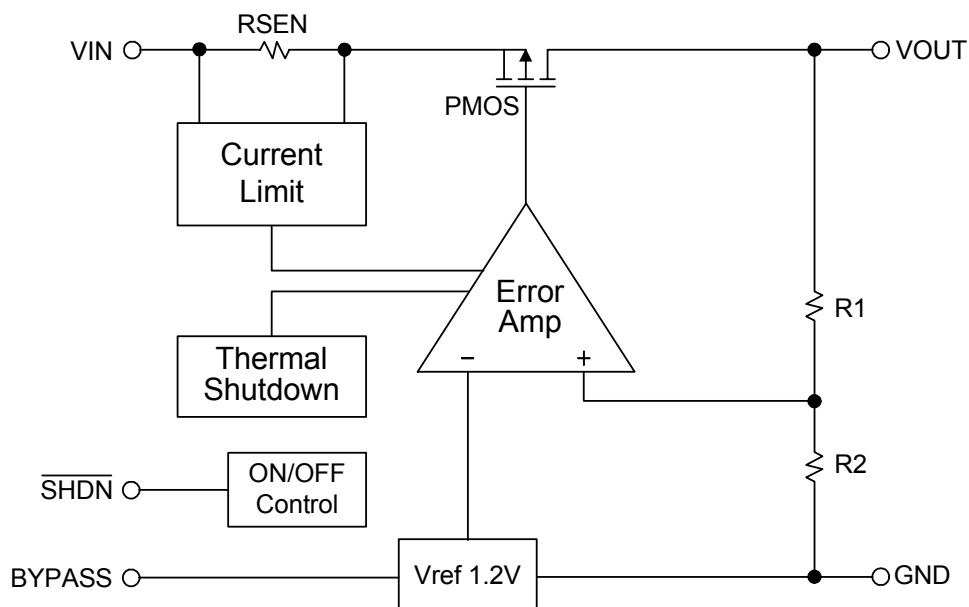 RSEN
VIN
VOUT
PMOS
Current
Limit
Error
Amp
R1
Thermal
Shutdown
− +
R2
S̅H̅D̅N̅
ON/OFF
Control
BYPASS
Vref 1.2V
GND